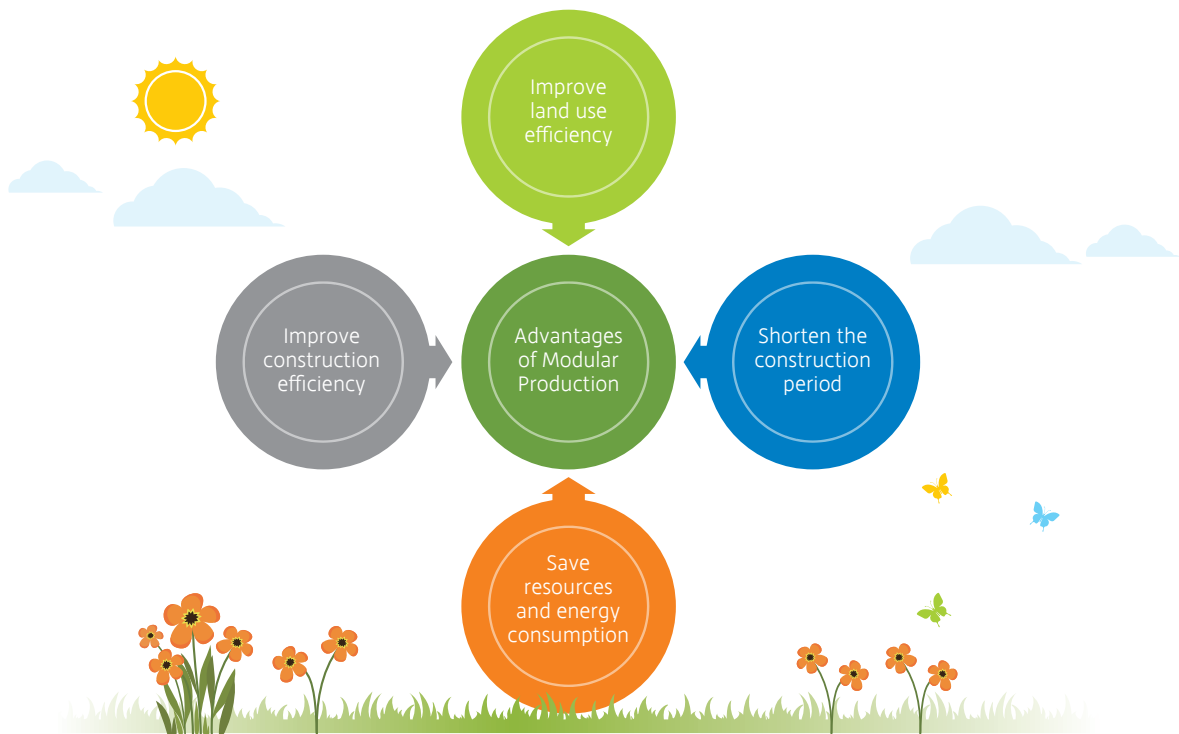 Improve
land use
efficiency
Improve
construction
efficiency
Advantages
of Modular
Production
Shorten the
construction
period
Save
resources
and energy
consumption